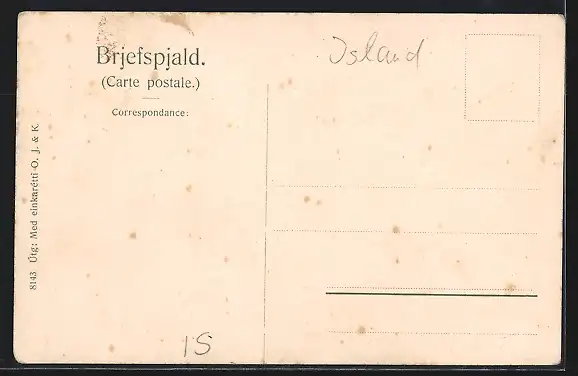 Brjefspjald.
(Carte postale.)
Correspondance:
Island
8143 Útg: Med einkarétti O. J. & K.
IS